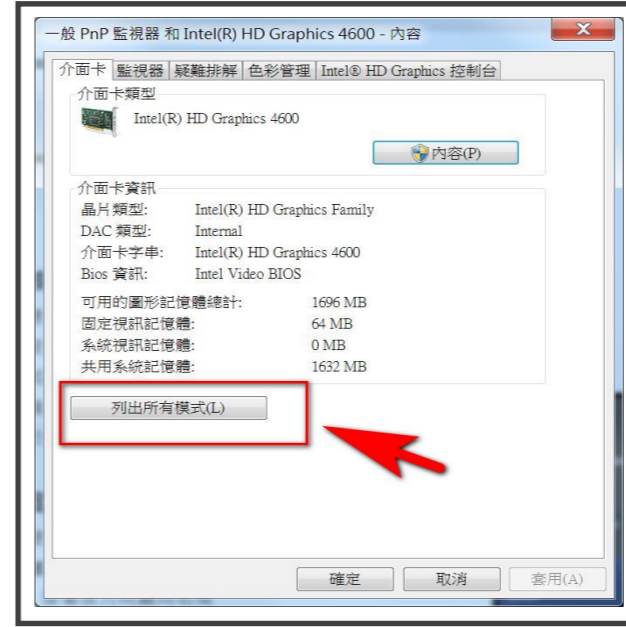 一般 PnP 監視器 和 Intel(R) HD Graphics 4600 - 內容
介面卡 監視器 疑難排解 色彩管理 Intel® HD Graphics 控制台
介面卡類型
Intel(R) HD Graphics 4600
內容(P)
介面卡資訊
晶片類型: Intel(R) HD Graphics Family
DAC 類型: Internal
介面卡字串: Intel(R) HD Graphics 4600
Bios 資訊: Intel Video BIOS
可用的圖形記憶體總計: 1696 MB
固定視訊記憶體: 64 MB
系統視訊記憶體: 0 MB
共用系統記憶體: 1632 MB
列出所有模式(L)
確定 取消 套用(A)